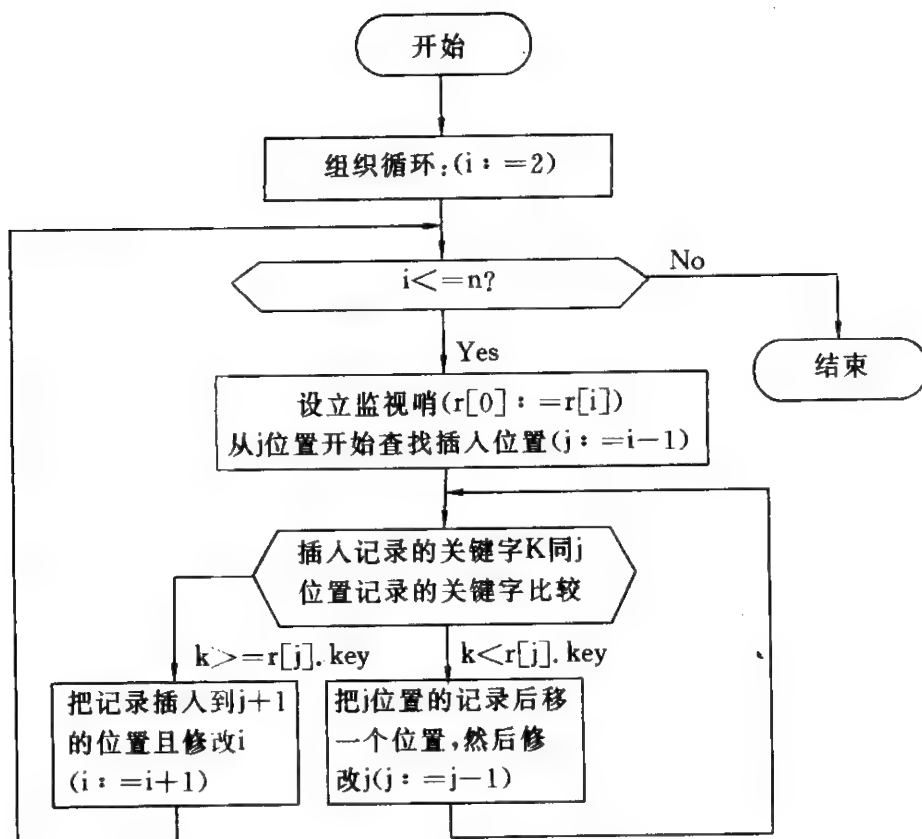 开始
组织循环:(i:=2)
i<=n?
No
Yes
结束
设立监视哨(r[0]:=r[i])
从j位置开始查找插入位置(j:=i-1)
插入记录的关键字K同j
位置记录的关键字比较
k>=r[j].key
k<r[j].key
把记录插入到j+1
的位置且修改i
(i:=i+1)
把j位置的记录后移
一个位置,然后修
改j(j:=j-1)